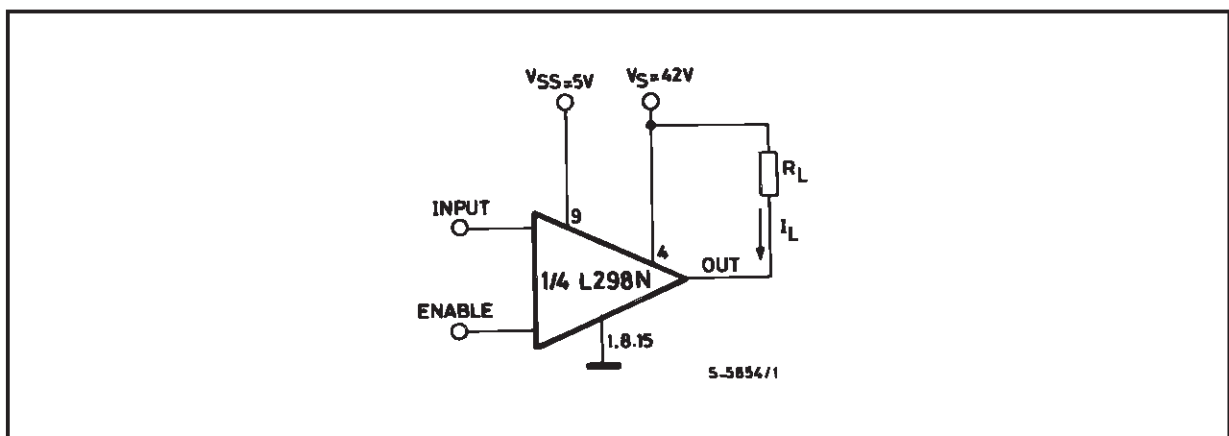 VSS=5V
VS=42V
RL
INPUT
9
IL
4
OUT
1/4 L298N
ENABLE
1.8.15
S-5854/1